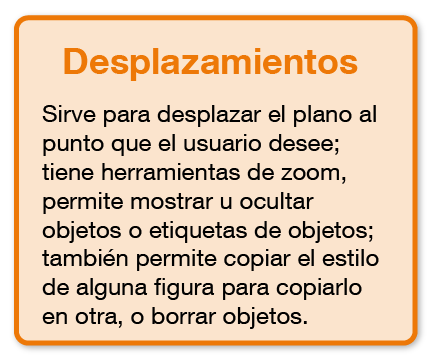 Desplazamientos
Sirve para desplazar el plano al
punto que el usuario desee;
tiene herramientas de zoom,
permite mostrar u ocultar
objetos o etiquetas de objetos;
también permite copiar el estilo
de alguna figura para copiarlo
en otra, o borrar objetos.